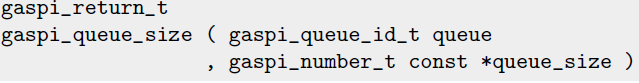 gaspi_return_t
gaspi_queue_size ( gaspi_queue_id_t queue
, gaspi_number_t const *queue_size )